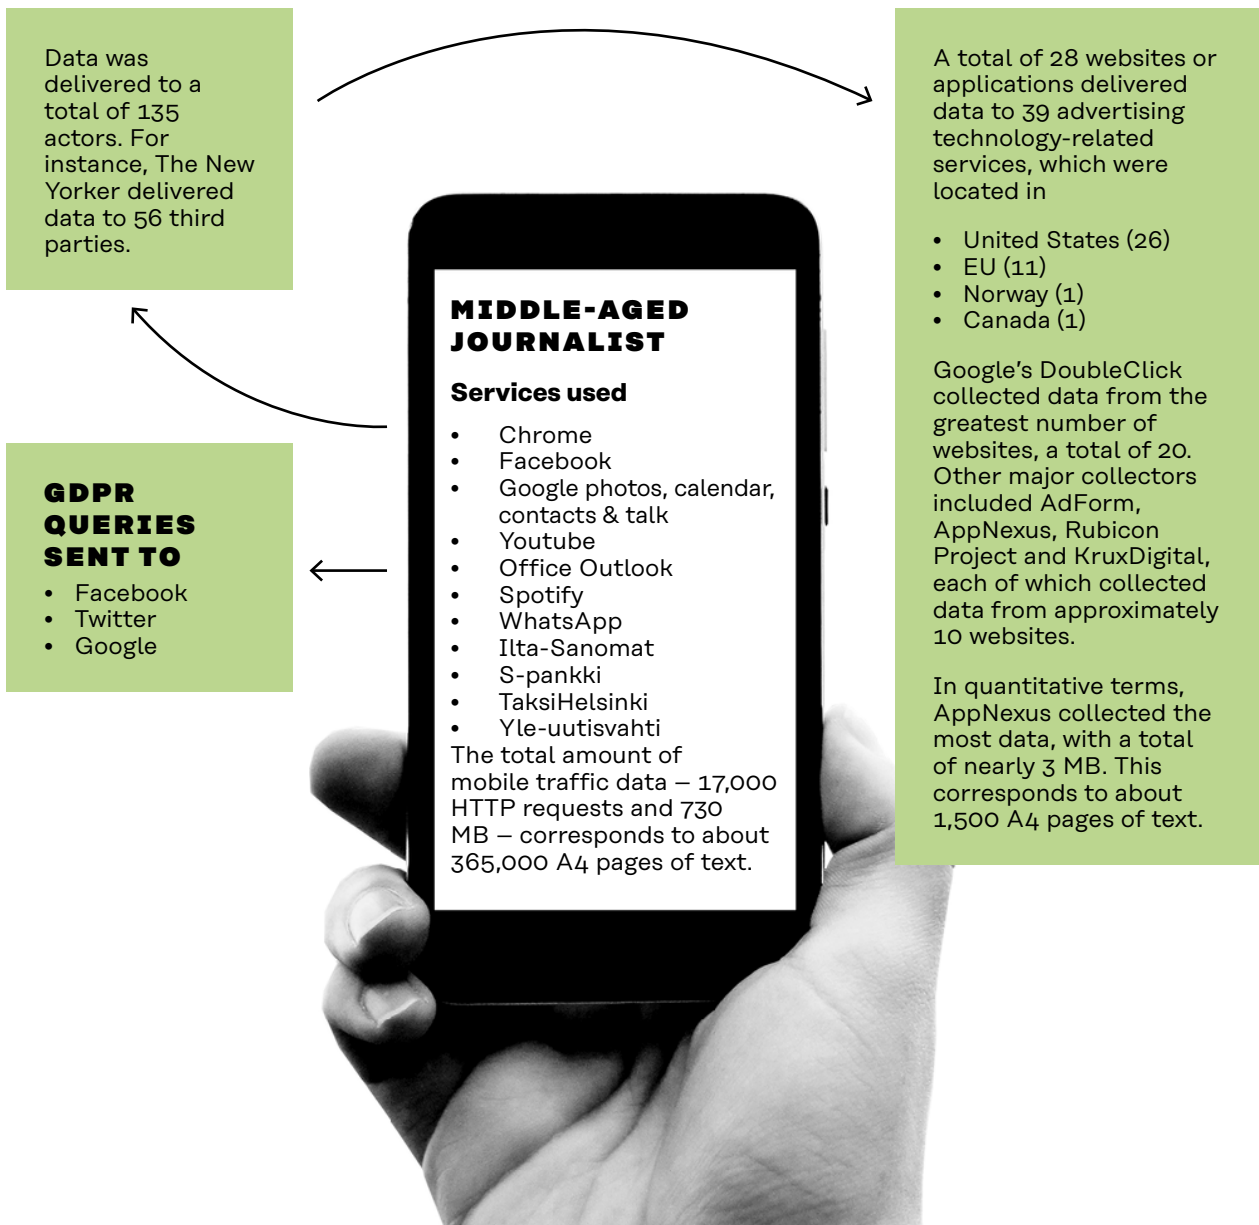 Data was
delivered to a
total of 135
actors. For
instance, The New
Yorker delivered
data to 56 third
parties.
GDPR
QUERIES
SENT TO
• Facebook
• Twitter
• Google
MIDDLE-AGED
JOURNALIST
Services used
• Chrome
• Facebook
• Google photos, calendar,
contacts & talk
• Youtube
• Office Outlook
• Spotify
• WhatsApp
• Ilta-Sanomat
• S-pankki
• TaksiHelsinki
• Yle-uutisvahti
The total amount of
mobile traffic data – 17,000
HTTP requests and 730
MB – corresponds to about
365,000 A4 pages of text.
A total of 28 websites or
applications delivered
data to 39 advertising
technology-related
services, which were
located in
• United States (26)
• EU (11)
• Norway (1)
• Canada (1)
Google’s DoubleClick
collected data from the
greatest number of
websites, a total of 20.
Other major collectors
included AdForm,
AppNexus, Rubicon
Project and KruxDigital,
each of which collected
data from approximately
10 websites.
In quantitative terms,
AppNexus collected the
most data, with a total
of nearly 3 MB. This
corresponds to about
1,500 A4 pages of text.